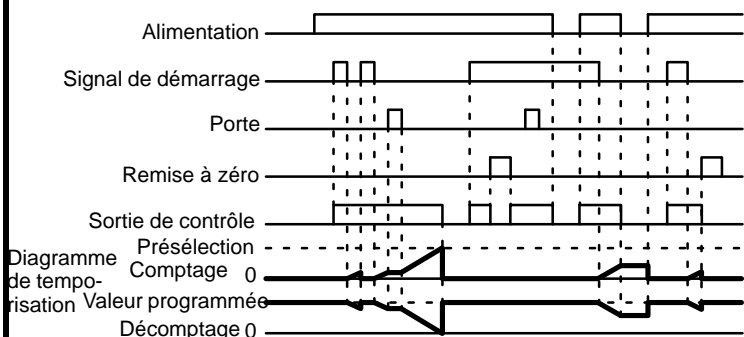 Alimentation
Signal de démarrage
Porte
Remise à zéro
Sortie de contrôle
Présélection
Diagramme
de tempo-
risation
Comptage 0
Valeur programmée
Décomptage 0